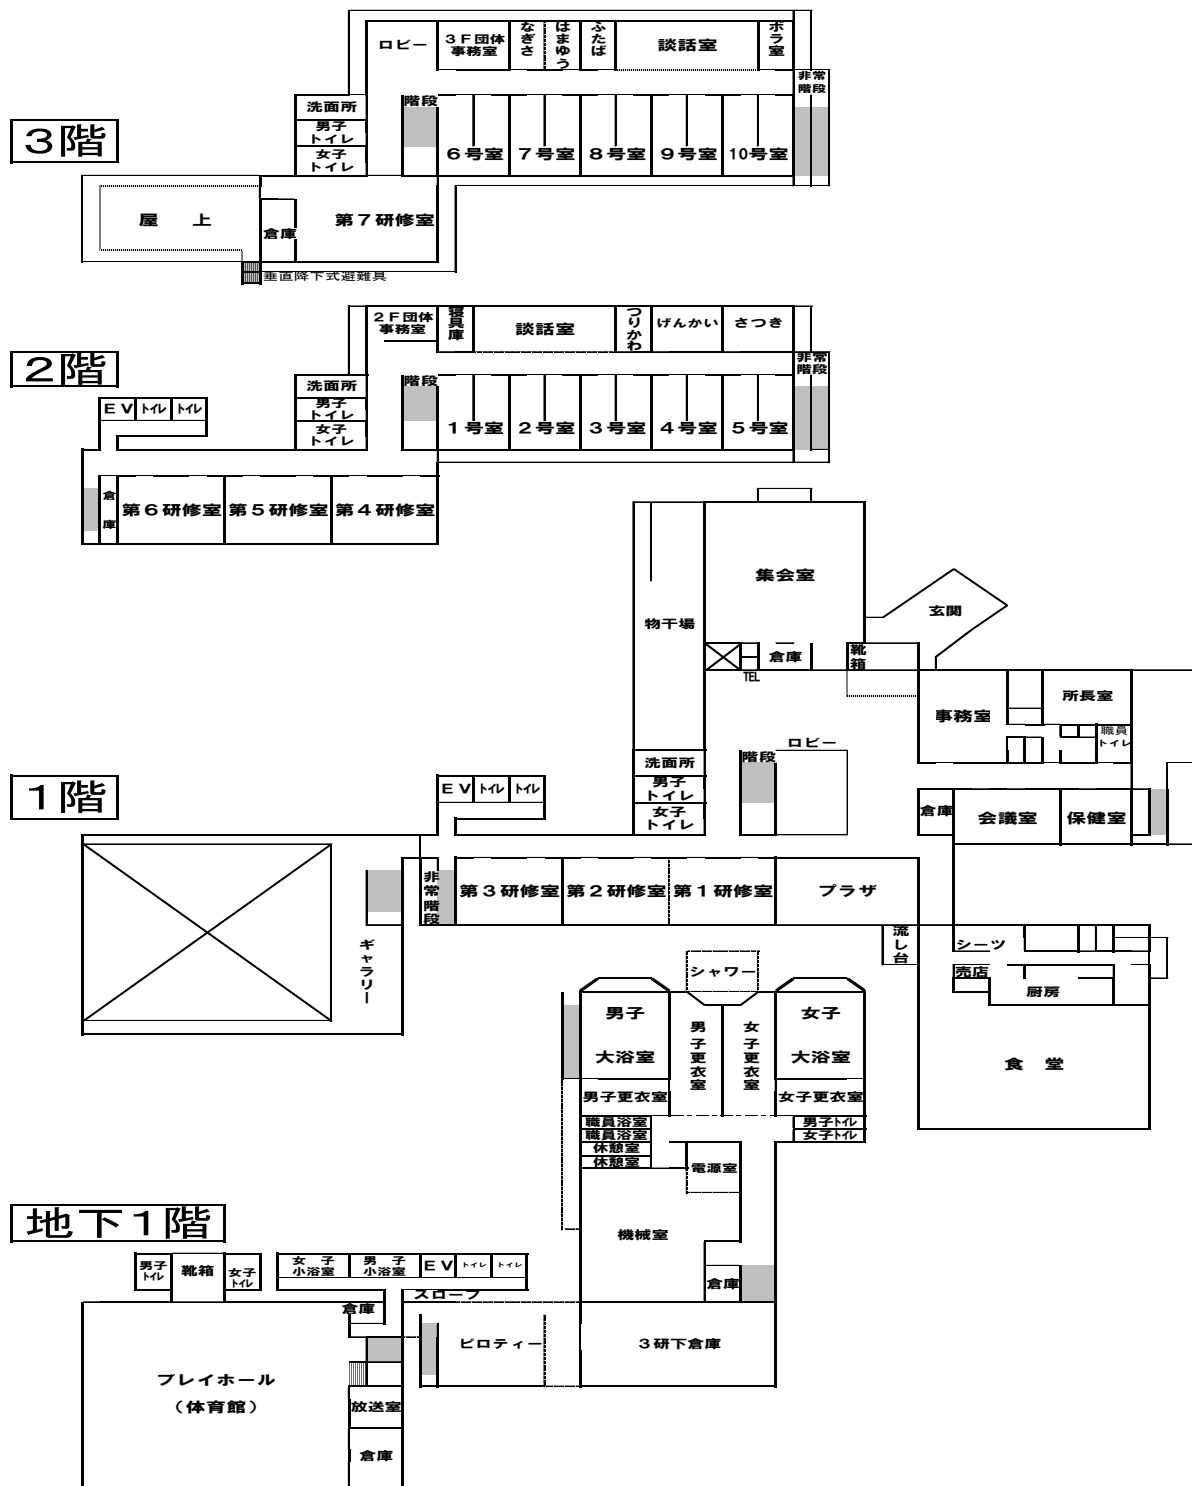 3階
ロビー
3F団体
事務室
なぎさ
はまゆう
ふたば
談話室
ボラ室
非常
階段
洗面所
男子
トイレ
女子
トイレ
階段
6号室
7号室
8号室
9号室
10号室
屋 上
倉庫
第7研修室
垂直降下式避難具
2階
2F団体
事務室
寝具庫
談話室
つりかわ
げんかい
さつき
非常
階段
洗面所
男子
トイレ
女子
トイレ
階段
1号室
2号室
3号室
4号室
5号室
EV
トイレ
トイレ
倉庫
第6研修室
第5研修室
第4研修室
1階
集会室
物干場
玄関
倉庫
靴箱
TEL
事務室
所長室
職員
トイレ
ロビー
階段
洗面所
男子
トイレ
女子
トイレ
EV
トイレ
トイレ
倉庫
会議室
保健室
非常階段
第3研修室
第2研修室
第1研修室
プラザ
流し台
シーツ
売店
厨房
食 堂
ギャラリー
地下1階
シャワー
男子
大浴室
男子更衣室
女子更衣室
女子
大浴室
男子更衣室
女子更衣室
職員浴室
職員浴室
休憩室
休憩室
男子トイレ
女子トイレ
電源室
機械室
倉庫
男子
トイレ
靴箱
女子
トイレ
女 子
小浴室
男 子
小浴室
EV
トイレ
トイレ
スロープ
倉庫
ピロティー
3研下倉庫
プレイホール
（体育館）
放送室
倉庫